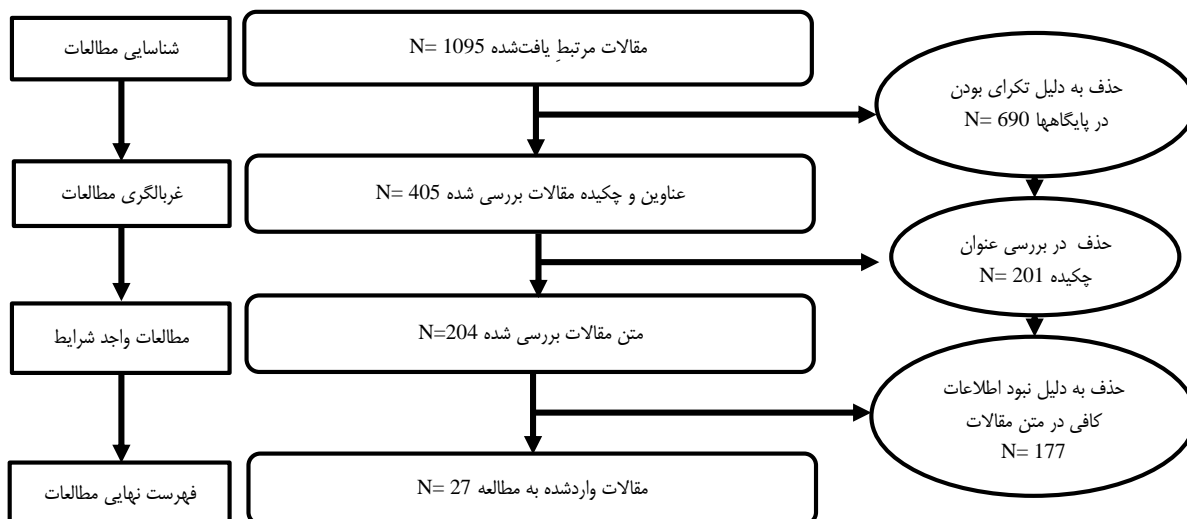 شناسایی مطالعات
مقالات مرتبطِ یافت‌شده N= 1095
حذف به دلیل تکرای بودن
در پایگاهها N= 690
غربالگری مطالعات
عناوین و چکیده مقالات بررسی شده N= 405
حذف در بررسی عنوان
چکیده N= 201
مطالعات واجد شرایط
متن مقالات بررسی شده N=204
حذف به دلیل نبود اطلاعات
کافی در متن مقالات
N= 177
فهرست نهایی مطالعات
مقالات واردشده به مطالعه N= 27